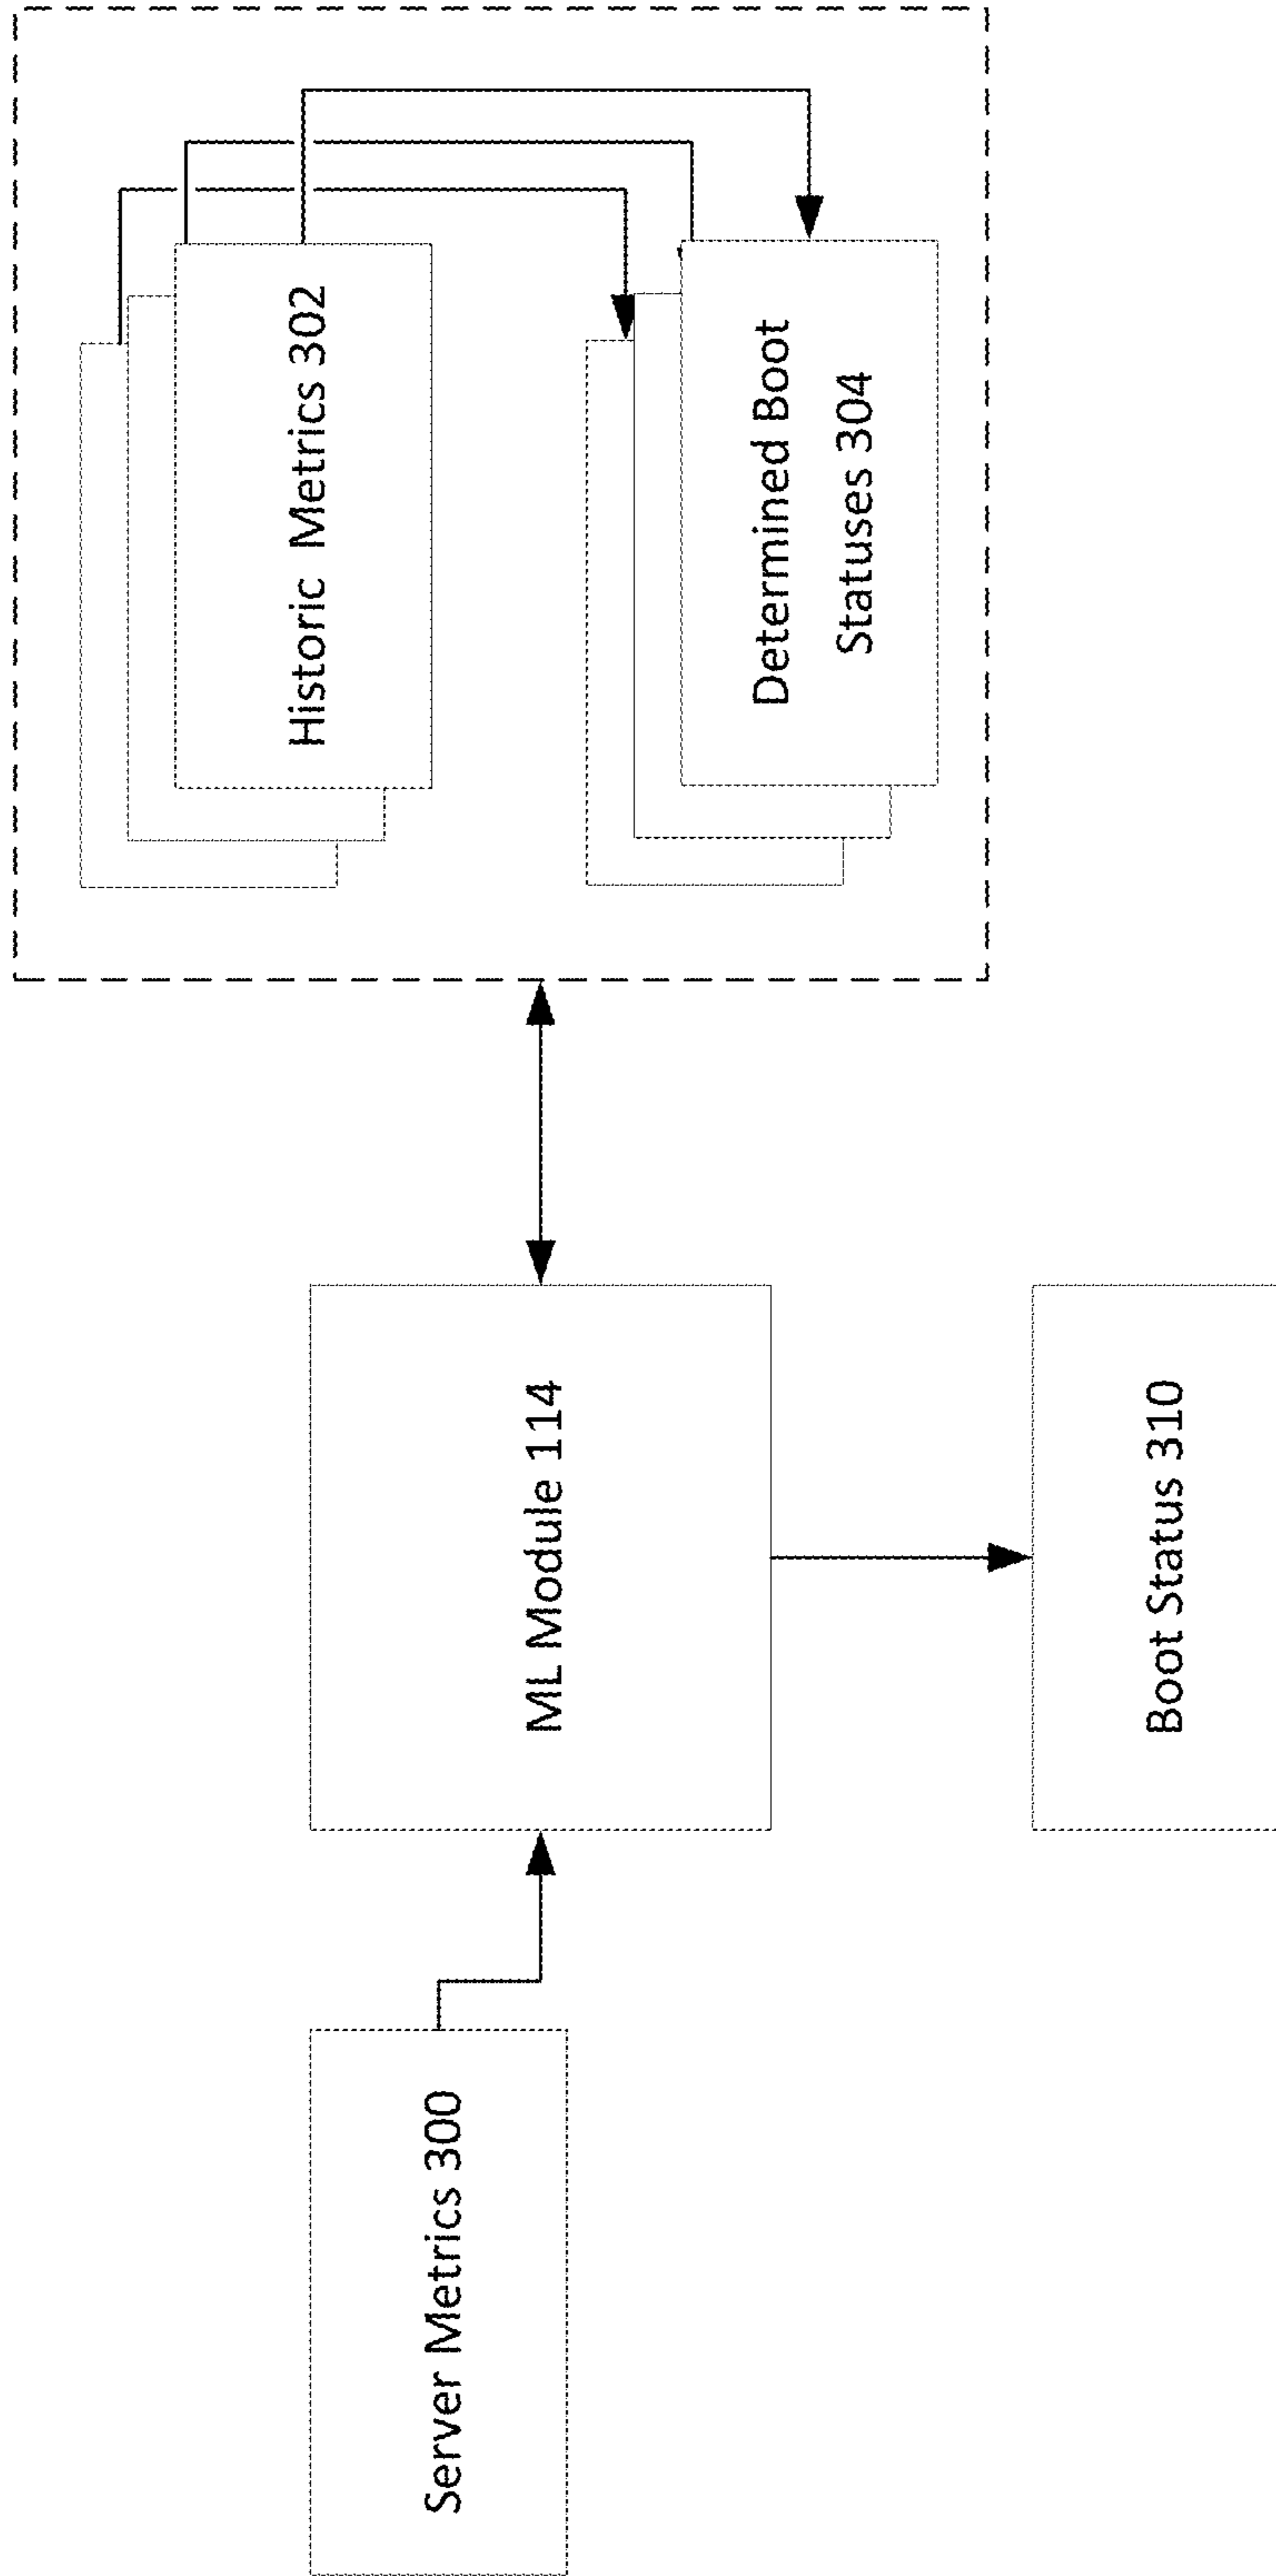 Server Metrics 300
ML Module 114
Boot Status 310
Historic Metrics 302
Determined Boot
Statuses 304